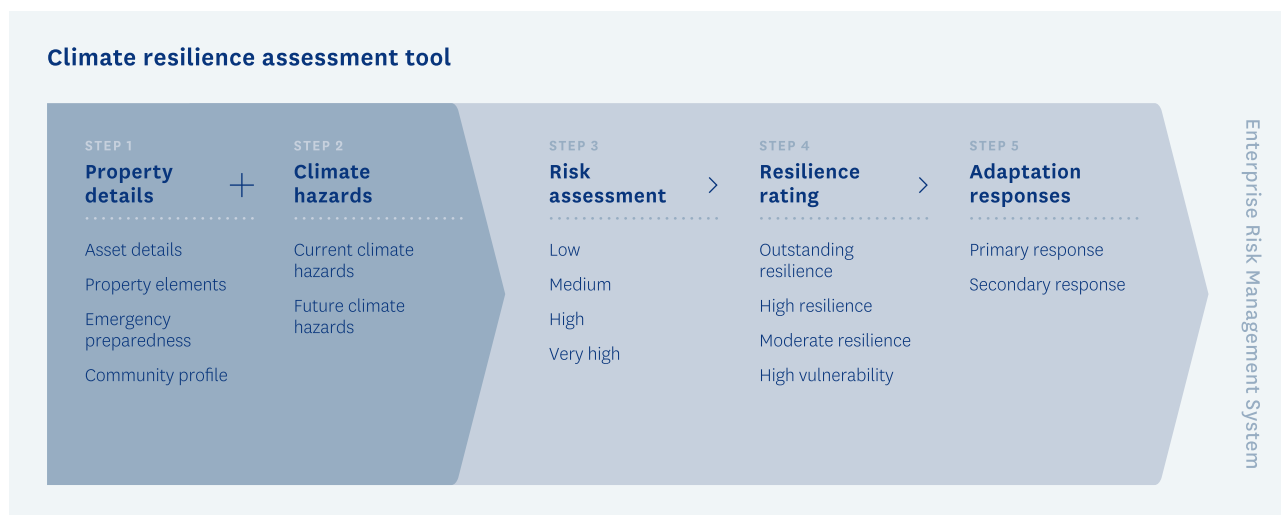 Climate resilience assessment tool
STEP 1
Property
details
Asset details
Property elements
Emergency
preparedness
Community profile
STEP 2
Climate
hazards
Current climate
hazards
Future climate
hazards
STEP 3
Risk
assessment
Low
Medium
High
Very high
STEP 4
Resilience
rating
Outstanding
resilience
High resilience
Moderate resilience
High vulnerability
STEP 5
Adaptation
responses
Primary response
Secondary response
Enterprise Risk Management System